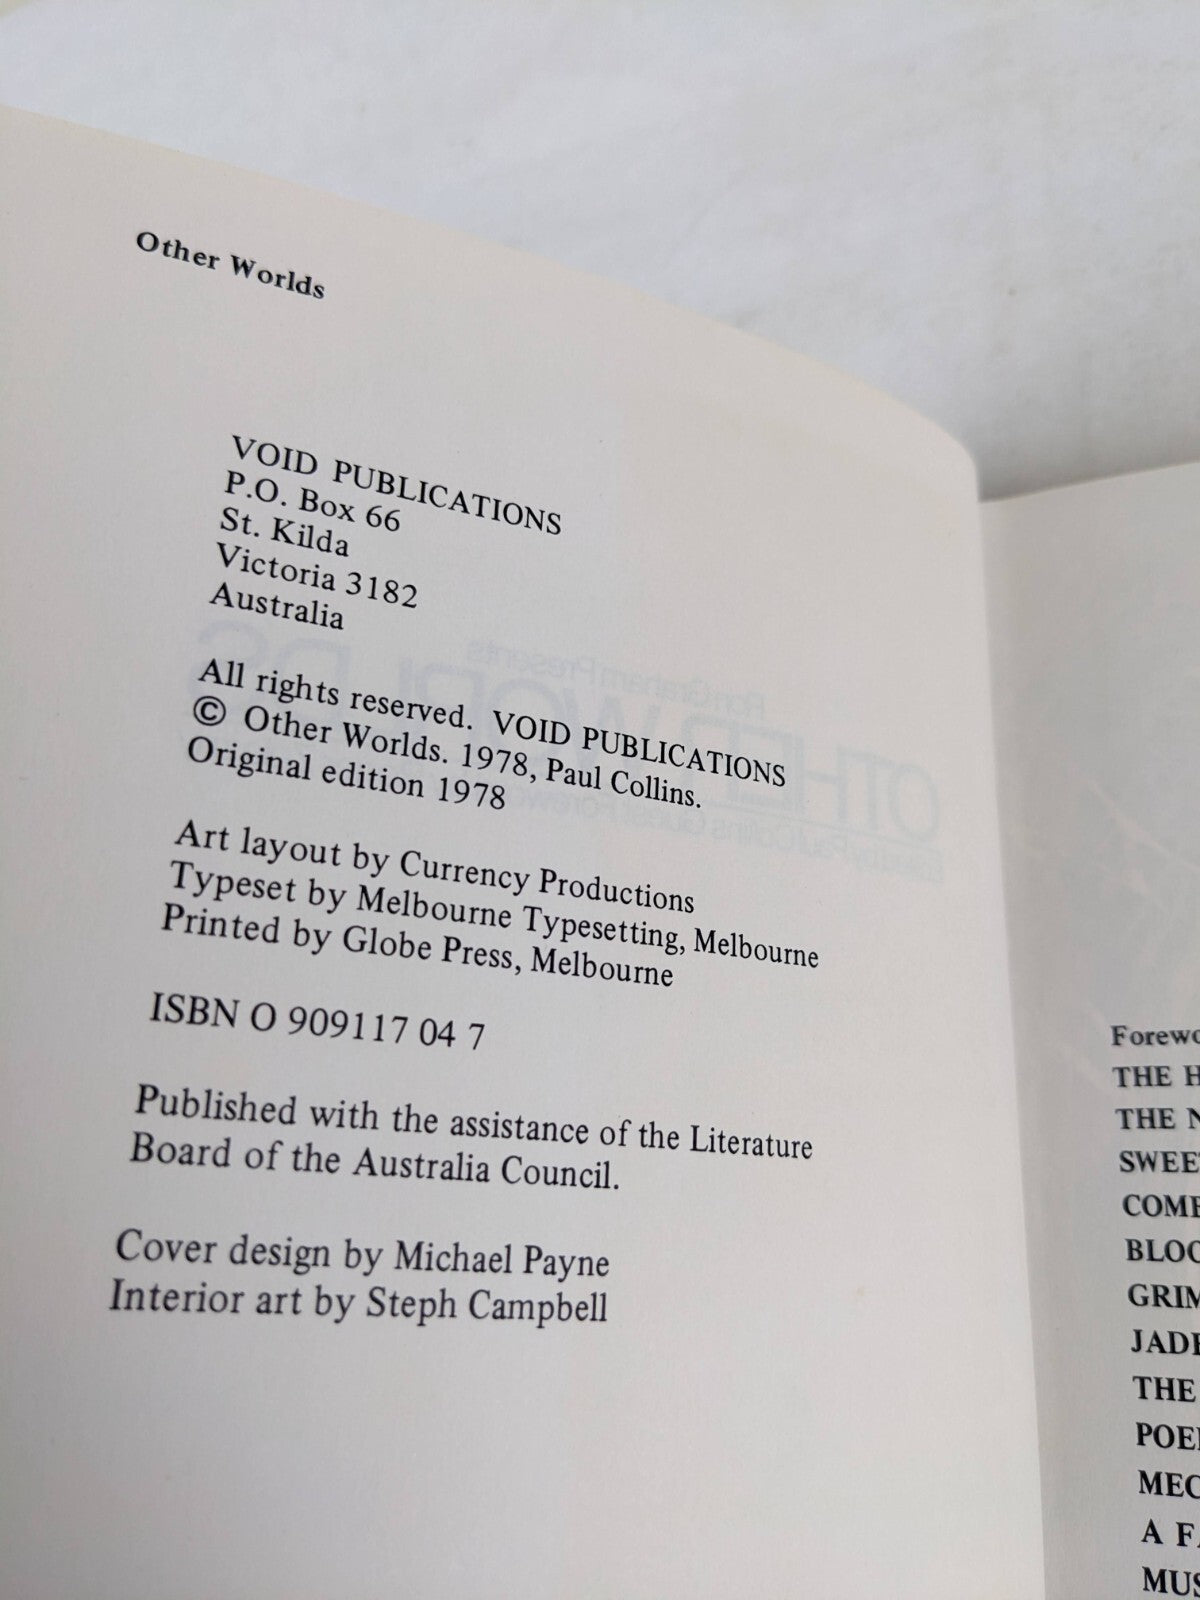 Other Worlds
VOID PUBLICATIONS
P.O. Box 66
St. Kilda
Victoria 3182
Australia
All rights reserved. VOID PUBLICATIONS
© Other Worlds. 1978, Paul Collins.
Original edition 1978
Art layout by Currency Productions
Typeset by Melbourne Typesetting, Melbourne
Printed by Globe Press, Melbourne
ISBN O 909117 04 7
Published with the assistance of the Literature
Board of the Australia Council.
Cover design by Michael Payne
Interior art by Steph Campbell
THE
THE
THE
A